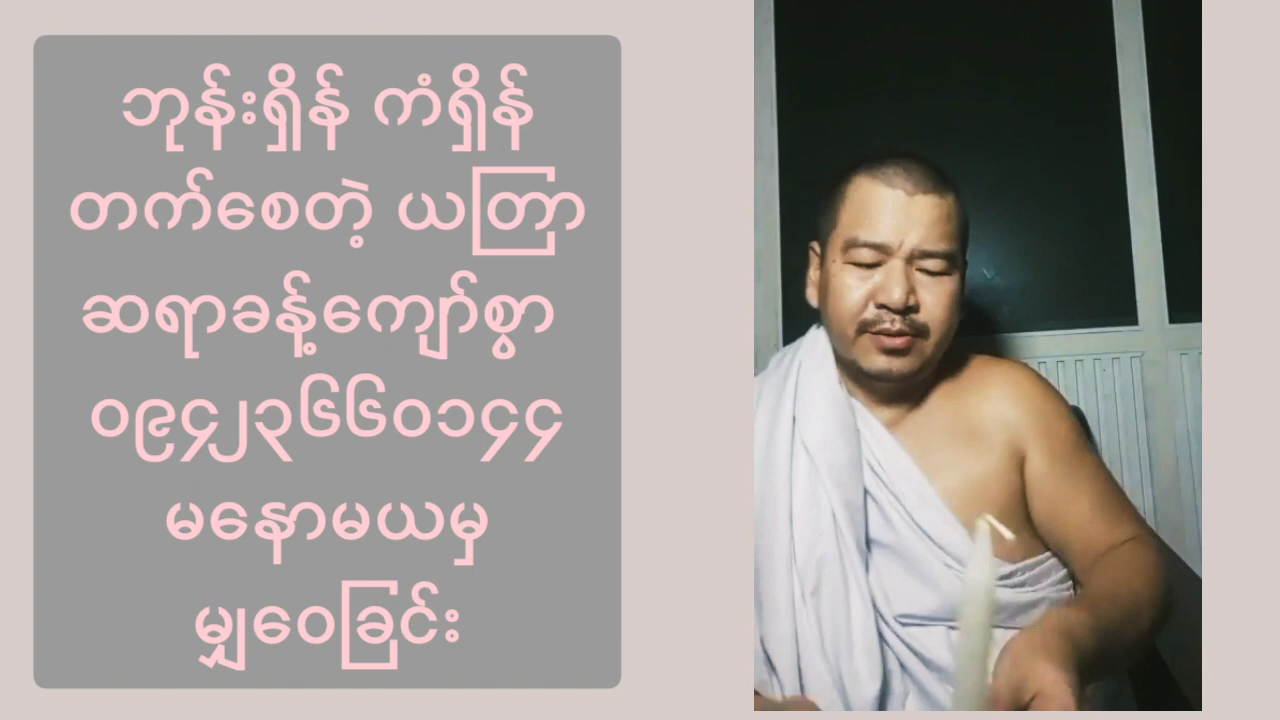 ဘုန်းရှိန် ကံရှိန်
တက်စေတဲ့ ယတြာ
ဆရာခန့်ကျော်စွာ
၀၉၄၂၃၆၆၀၁၄၄
မနောမယမှ
မျှဝေခြင်း